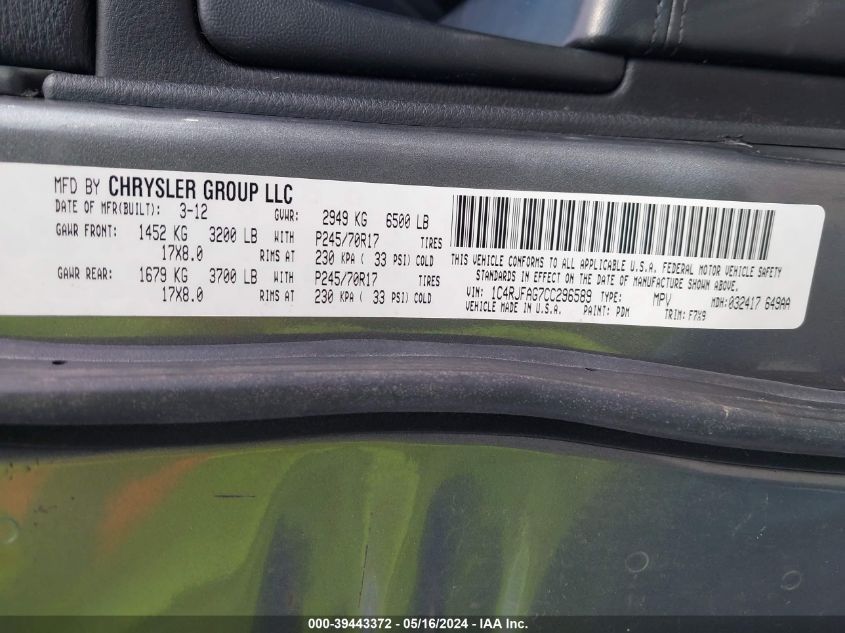 MFD BY CHRYSLER GROUP LLC
DATE OF MFR(BUILT): 3-12 GVWR: 2949 KG 6500 LB
GAWR FRONT: 1452 KG 3200 LB WITH P245/70R17 TIRES
17X8.0 RIMS AT 230 KPA ( 33 PSI) COLD
GAWR REAR: 1679 KG 3700 LB WITH P245/70R17 TIRES
17X8.0 RIMS AT 230 KPA ( 33 PSI) COLD
THIS VEHICLE CONFORMS TO ALL APPLICABLE U.S.A. FEDERAL MOTOR VEHICLE SAFETY
STANDARDS IN EFFECT ON THE DATE OF MANUFACTURE SHOWN ABOVE.
VIN: 1C4RJFAG7CC296589 TYPE: MPV MDH:032417 649AA
VEHICLE MADE IN U.S.A. PAINT: PDM TRIM: F7X9
000-39443372 - 05/16/2024 - IAAI.com